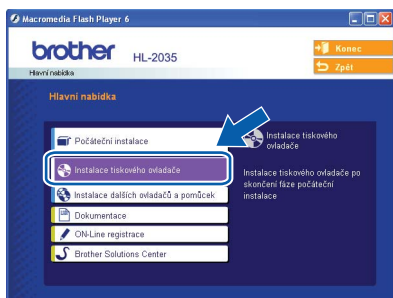 Macromedia Flash Player 6
brother HL-2035
Hlavní nabídka
Konec
Zpět
Hlavní nabídka
Počáteční instalace
Instalace tiskového ovladače
Instalace dalších ovladačů a pomůcek
Dokumentace
ON-Line registrace
Brother Solutions Center
Instalace tiskového
ovladače
Instalace tiskového ovladače po
skončení fáze počáteční
instalace